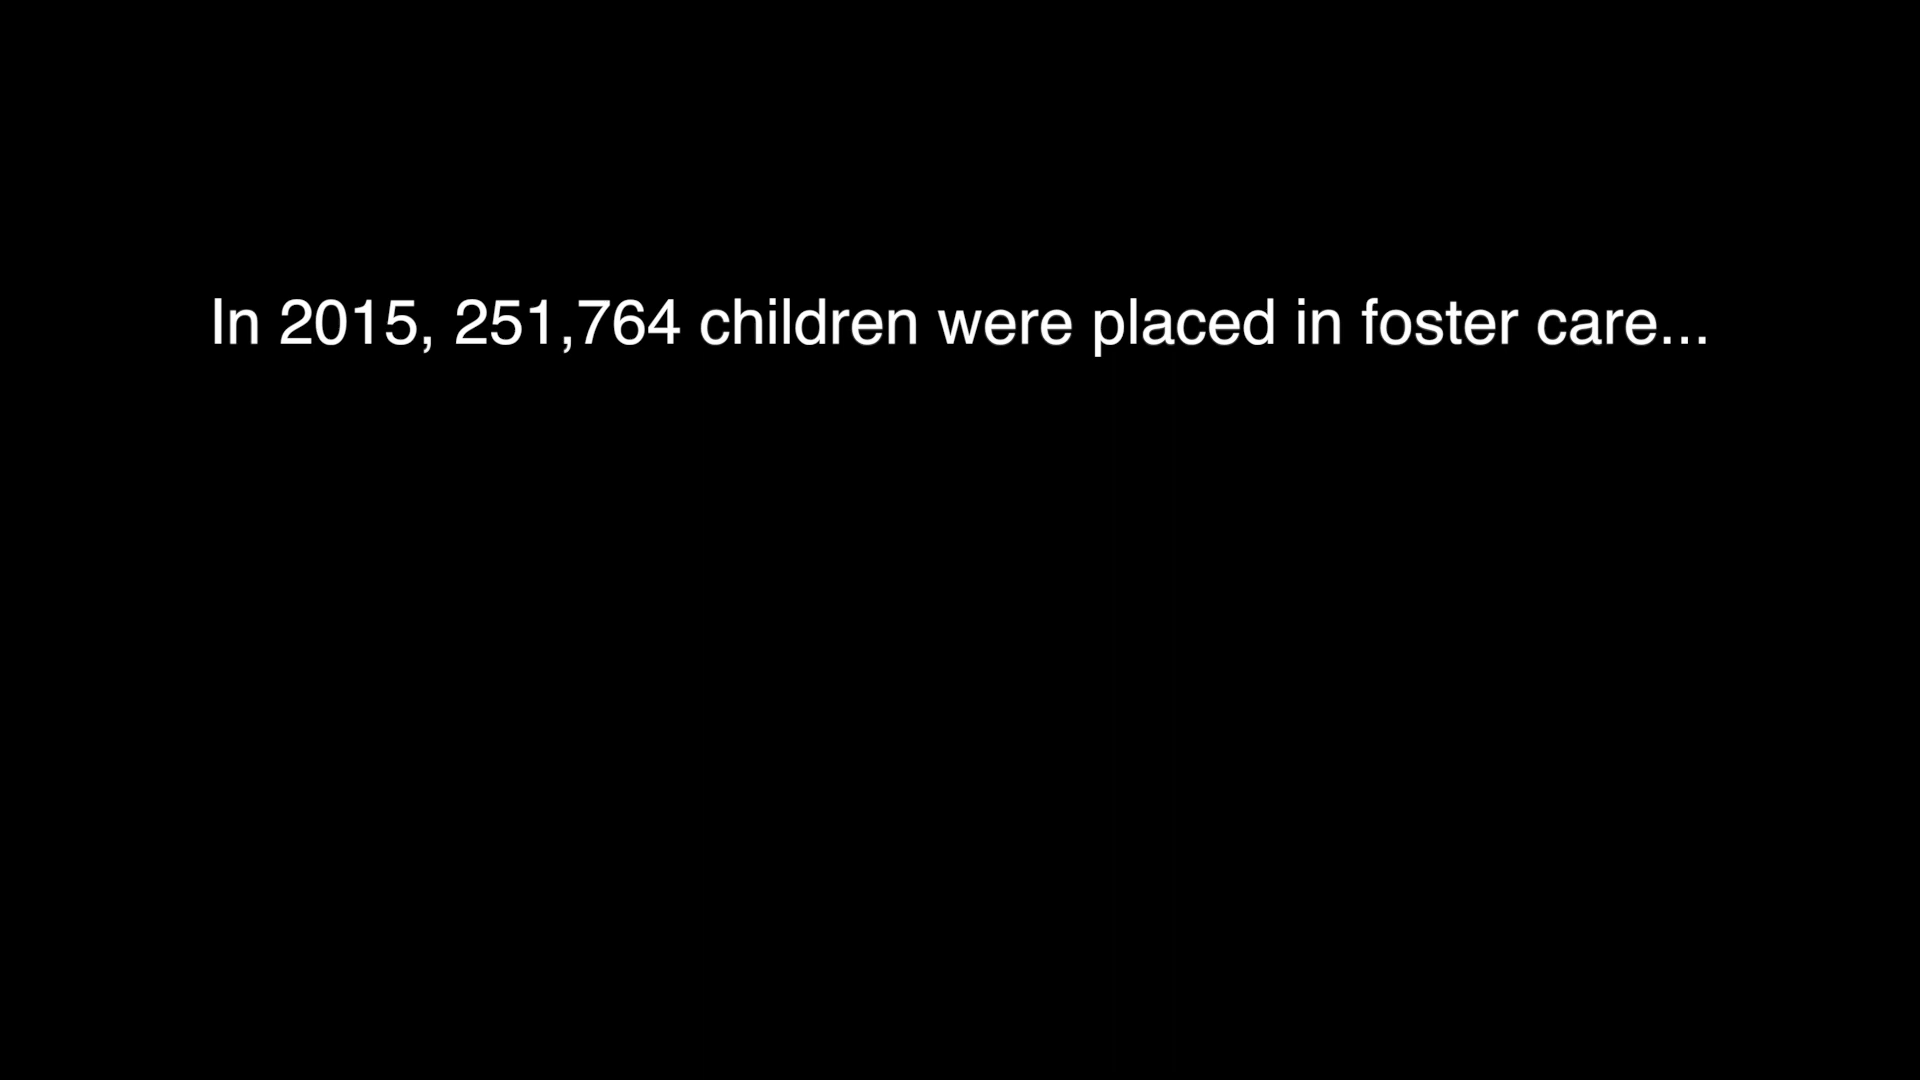 In 2015, 251,764 children were placed in foster care...